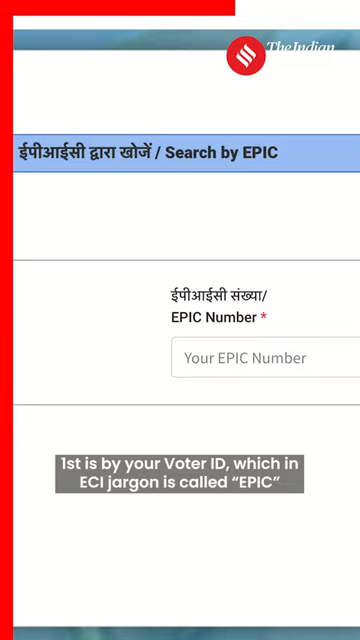 The Indian
ईपीआईसी द्वारा खोजें / Search by EPIC
ईपीआईसी संख्या/
EPIC Number *
Your EPIC Number
1st is by your Voter ID, which in
ECI jargon is called “EPIC”